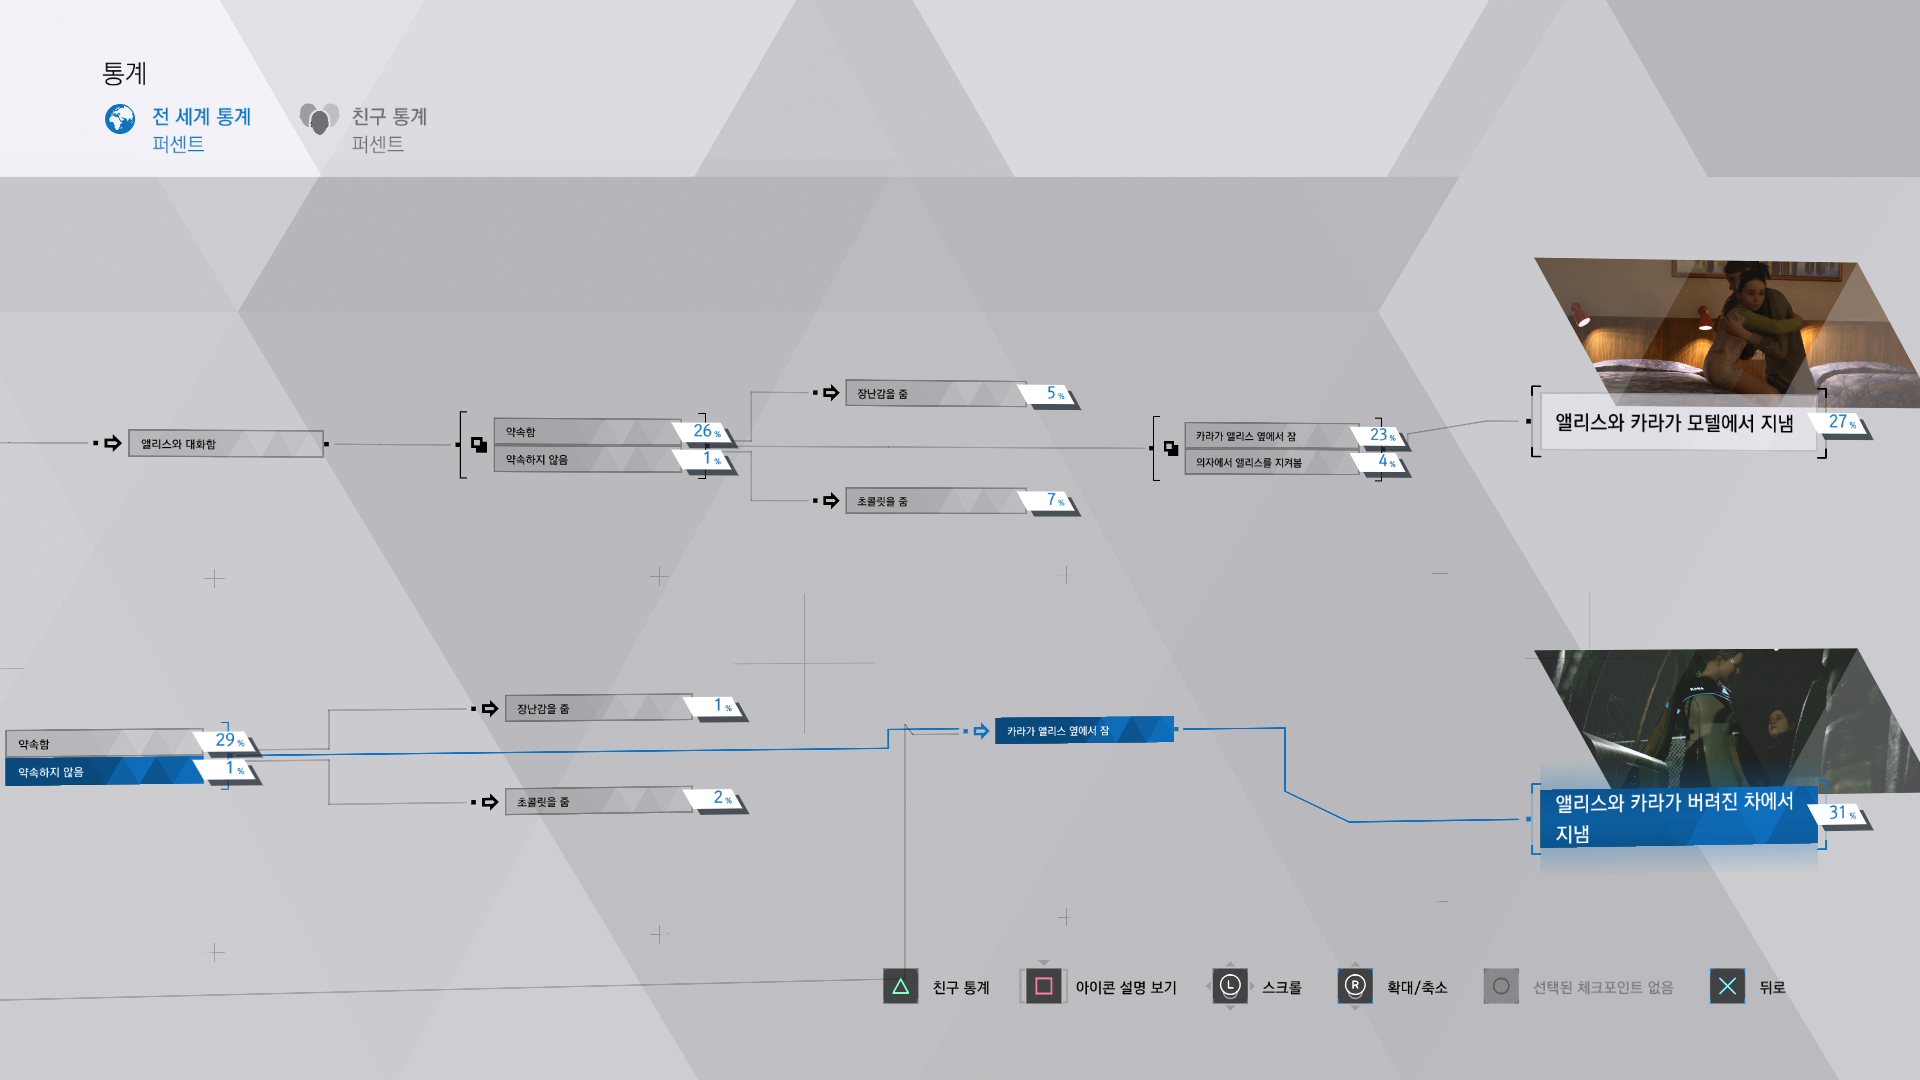 통계
전 세계 통계
퍼센트
친구 통계
퍼센트
앨리스와 대화함
약속함
26 %
약속하지 않음
1 %
장난감을 줌
5 %
초콜릿을 줌
7 %
카라가 앨리스 옆에서 잠
23 %
의자에서 앨리스를 지켜봄
4 %
앨리스와 카라가 모텔에서 지냄
27 %
약속함
29 %
약속하지 않음
1 %
장난감을 줌
1 %
초콜릿을 줌
2 %
카라가 앨리스 옆에서 잠
앨리스와 카라가 버려진 차에서
지냄
31 %
친구 통계
아이콘 설명 보기
L
스크롤
R
확대/축소
선택된 체크포인트 없음
뒤로